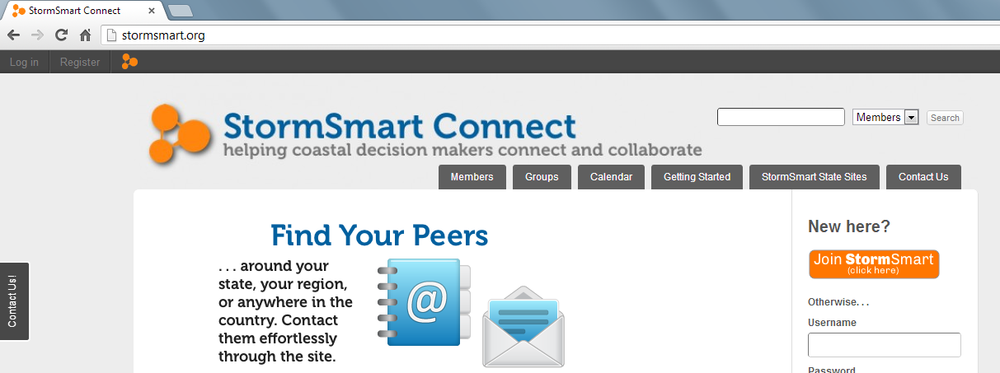 StormSmart Connect
stormsmart.org
Log in Register
StormSmart Connect
helping coastal decision makers connect and collaborate
Members Search
Members Groups Calendar Getting Started StormSmart State Sites Contact Us
Find Your Peers
. . . around your
state, your region,
or anywhere in the
country. Contact
them effortlessly
through the site.
@
New here?
Join StormSmart
(click here)
Otherwise. . .
Username
Password
Contact Us!